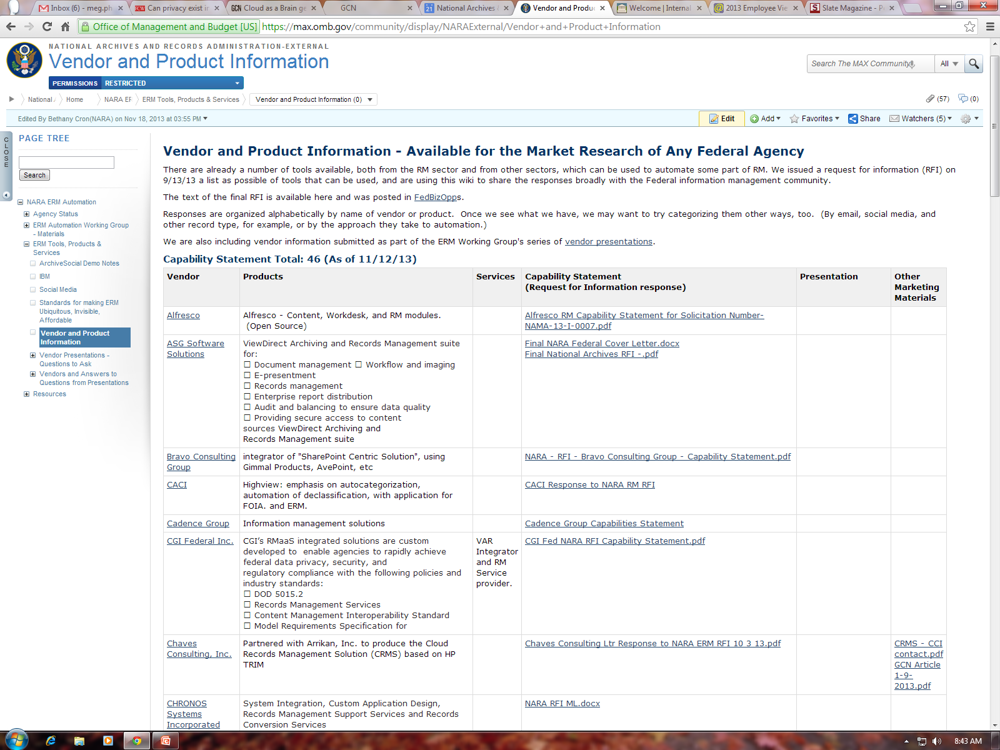 Inbox (6) - meg.ph
Can privacy exist in
GCN Cloud as a Brain ge
GCN
21 National Archives
Vendor and Produc
Welcome | Internal
2013 Employee Vie
S Slate Magazine - P
Office of Management and Budget [US] https://max.omb.gov/community/display/NARAExternal/Vendor+and+Product+Information
NATIONAL ARCHIVES AND RECORDS ADMINISTRATION-EXTERNAL
Vendor and Product Information
Search The MAX Community
All
PERMISSIONS RESTRICTED
National
Home
NARA
ERM Tools, Products & Services
Vendor and Product Information (0)
(57)
(0)
Edited By Bethany Cron(NARA) on Nov 18, 2013 at 03:55 PM
Edit
Add
Favorites
Share
Watchers (5)
CLOSE
PAGE TREE
Search
NARA ERM Automation
Agency Status
ERM Automation Working Group
- Materials
ERM Tools, Products &
Services
ArchiveSocial Demo Notes
IBM
Social Media
Standards for making ERM
Ubiquitous, Invisible,
Affordable
Vendor and Product
Information
Vendor Presentations -
Questions to Ask
Vendors and Answers to
Questions from Presentations
Resources
Vendor and Product Information - Available for the Market Research of Any Federal Agency
There are already a number of tools available, both from the RM sector and from other sectors, which can be used to automate some part of RM. We issued a request for information (RFI) on
9/13/13 a list as possible of tools that can be used, and are using this wiki to share the responses broadly with the Federal information management community.
The text of the final RFI is available here and was posted in FedBizOpps.
Responses are organized alphabetically by name of vendor or product. Once we see what we have, we may want to try categorizing them other ways, too. (By email, social media, and
other record type, for example, or by the approach they take to automation.)
We are also including vendor information submitted as part of the ERM Working Group's series of vendor presentations.
Capability Statement Total: 46 (As of 11/12/13)
Vendor
Products
Services
Capability Statement
(Request for Information response)
Presentation
Other
Marketing
Materials
Alfresco
Alfresco - Content, Workdesk, and RM modules.
(Open Source)
Alfresco RM Capability Statement for Solicitation Number-
NAMA-13-I-0007.pdf
ASG Software
Solutions
ViewDirect Archiving and Records Management suite
for:
☐ Document management ☐ Workflow and imaging
☐ E-presentment
☐ Records management
☐ Enterprise report distribution
☐ Audit and balancing to ensure data quality
☐ Providing secure access to content
sources ViewDirect Archiving and
Records Management suite
Final NARA Federal Cover Letter.docx
Final National Archives RFI -.pdf
Bravo Consulting
Group
integrator of "SharePoint Centric Solution", using
Gimmal Products, AvePoint, etc
NARA - RFI - Bravo Consulting Group - Capability Statement.pdf
CACI
Highview: emphasis on autocategorization,
automation of declassification, with application for
FOIA. and ERM.
CACI Response to NARA RM RFI
Cadence Group
Information management solutions
Cadence Group Capabilities Statement
CGI Federal Inc.
CGI's RMaaS integrated solutions are custom
developed to enable agencies to rapidly achieve
federal data privacy, security, and
regulatory compliance with the following policies and
industry standards:
☐ DOD 5015.2
☐ Records Management Services
☐ Content Management Interoperability Standard
☐ Model Requirements Specification for
VAR
Integrator
and RM
Service
provider.
CGI Fed NARA RFI Capability Statement.pdf
Chaves
Consulting, Inc.
Partnered with Arrikan, Inc. to produce the Cloud
Records Management Solution (CRMS) based on HP
TRIM
Chaves Consulting Ltr Response to NARA ERM RFI 10 3 13.pdf
CRMS - CCI
contact.pdf
GCN Article
1-9-
2013.pdf
CHRONOS
Systems
Incorporated
System Integration, Custom Application Design,
Records Management Support Services and Records
Conversion Services
NARA RFI ML.docx
8:43 AM